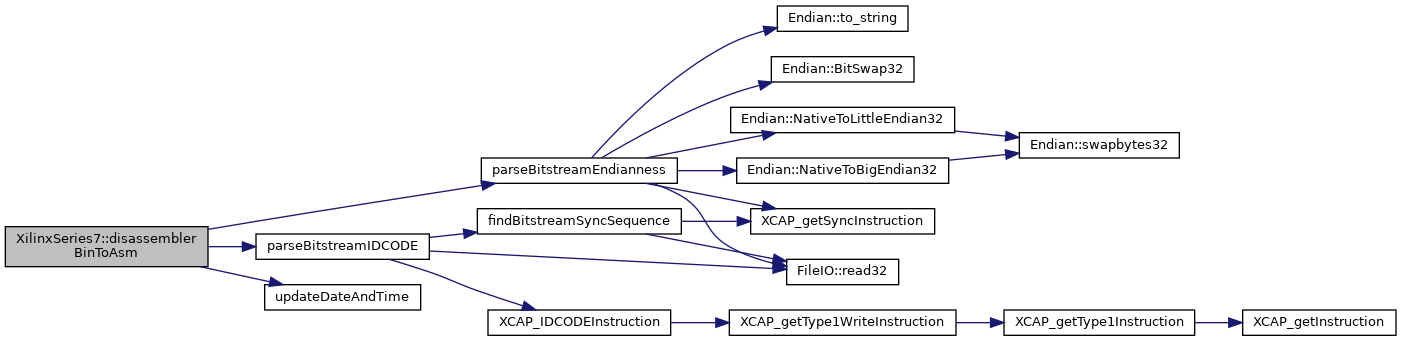 Endian::to_string
Endian::BitSwap32
Endian::NativeToLittleEndian32
Endian::swapbytes32
parseBitstreamEndianness
Endian::NativeToBigEndian32
findBitstreamSyncSequence
XCAP_getSyncInstruction
XilinxSeries7::disassembler
BinToAsm
parseBitstreamIDCODE
FileIO::read32
updateDateAndTime
XCAP_IDCODEInstruction
XCAP_getType1WriteInstruction
XCAP_getType1Instruction
XCAP_getInstruction